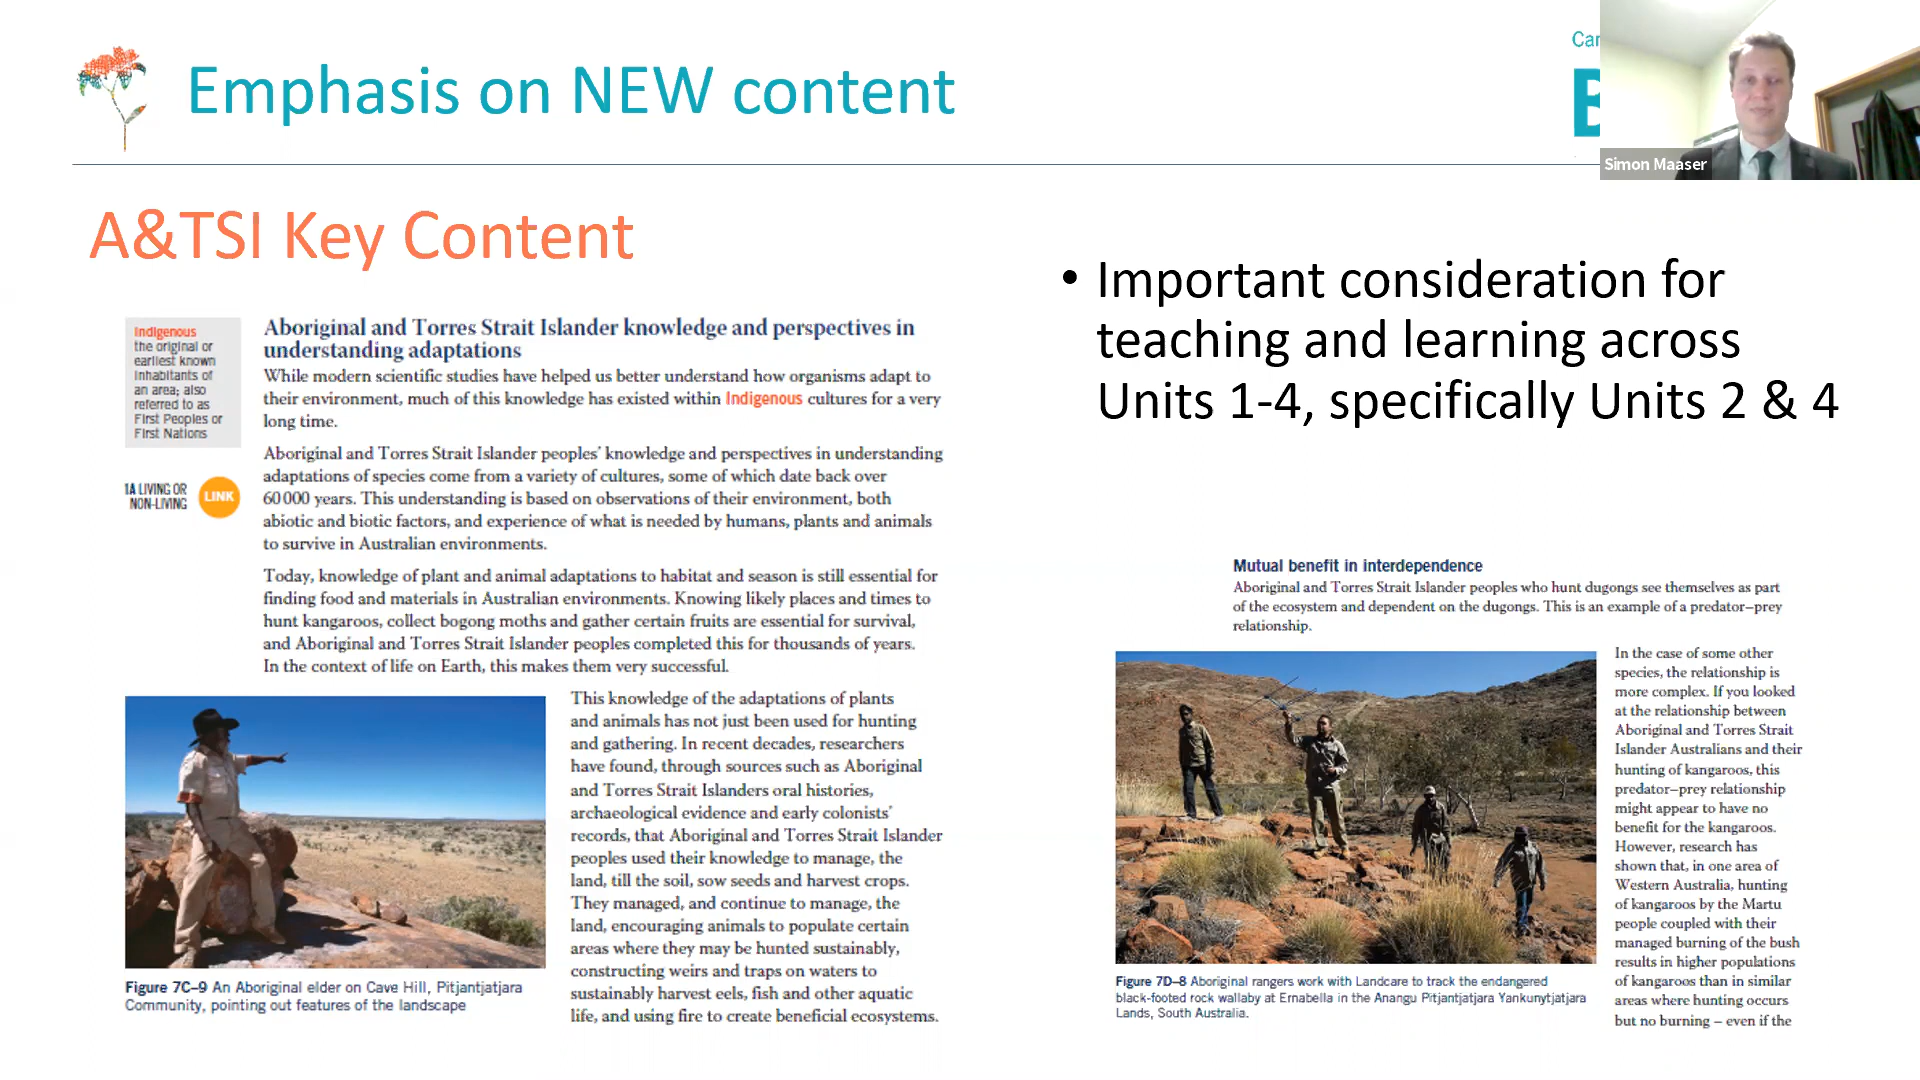 Emphasis on NEW content
Simon Maaser
A&TSI Key Content
• Important consideration for
teaching and learning across
Units 1-4, specifically Units 2 & 4
Indigenous
the original or
earliest known
inhabitants of
an area; also
referred to as
First Peoples or
First Nations
1A LIVING OR
NON-LIVING
LINK
Aboriginal and Torres Strait Islander knowledge and perspectives in
understanding adaptations
While modern scientific studies have helped us better understand how organisms adapt to
their environment, much of this knowledge has existed within Indigenous cultures for a very
long time.
Aboriginal and Torres Strait Islander peoples' knowledge and perspectives in understanding
adaptations of species come from a variety of cultures, some of which date back over
60 000 years. This understanding is based on observations of their environment, both
abiotic and biotic factors, and experience of what is needed by humans, plants and animals
to survive in Australian environments.
Today, knowledge of plant and animal adaptations to habitat and season is still essential for
finding food and materials in Australian environments. Knowing likely places and times to
hunt kangaroos, collect bogong moths and gather certain fruits are essential for survival,
and Aboriginal and Torres Strait Islander peoples completed this for thousands of years.
In the context of life on Earth, this makes them very successful.
This knowledge of the adaptations of plants
and animals has not just been used for hunting
and gathering. In recent decades, researchers
have found, through sources such as Aboriginal
and Torres Strait Islanders oral histories,
archaeological evidence and early colonists'
records, that Aboriginal and Torres Strait Islander
peoples used their knowledge to manage, the
land, till the soil, sow seeds and harvest crops.
They managed, and continue to manage, the
land, encouraging animals to populate certain
areas where they may be hunted sustainably,
constructing weirs and traps on waters to
sustainably harvest eels, fish and other aquatic
life, and using fire to create beneficial ecosystems.
Figure 7C–9 An Aboriginal elder on Cave Hill, Pitjantjatjara
Community, pointing out features of the landscape
Mutual benefit in interdependence
Aboriginal and Torres Strait Islander peoples who hunt dugongs see themselves as part
of the ecosystem and dependent on the dugongs. This is an example of a predator–prey
relationship.
In the case of some other
species, the relationship is
more complex. If you looked
at the relationship between
Aboriginal and Torres Strait
Islander Australians and their
hunting of kangaroos, this
predator–prey relationship
might appear to have no
benefit for the kangaroos.
However, research has
shown that, in one area of
Western Australia, hunting
of kangaroos by the Martu
people coupled with their
managed burning of the bush
results in higher populations
of kangaroos than in similar
areas where hunting occurs
but no burning – even if the
Figure 7D–8 Aboriginal rangers work with Landcare to track the endangered
black-footed rock wallaby at Ernabella in the Anangu Pitjantjatjara Yankunytjatjara
Lands, South Australia.